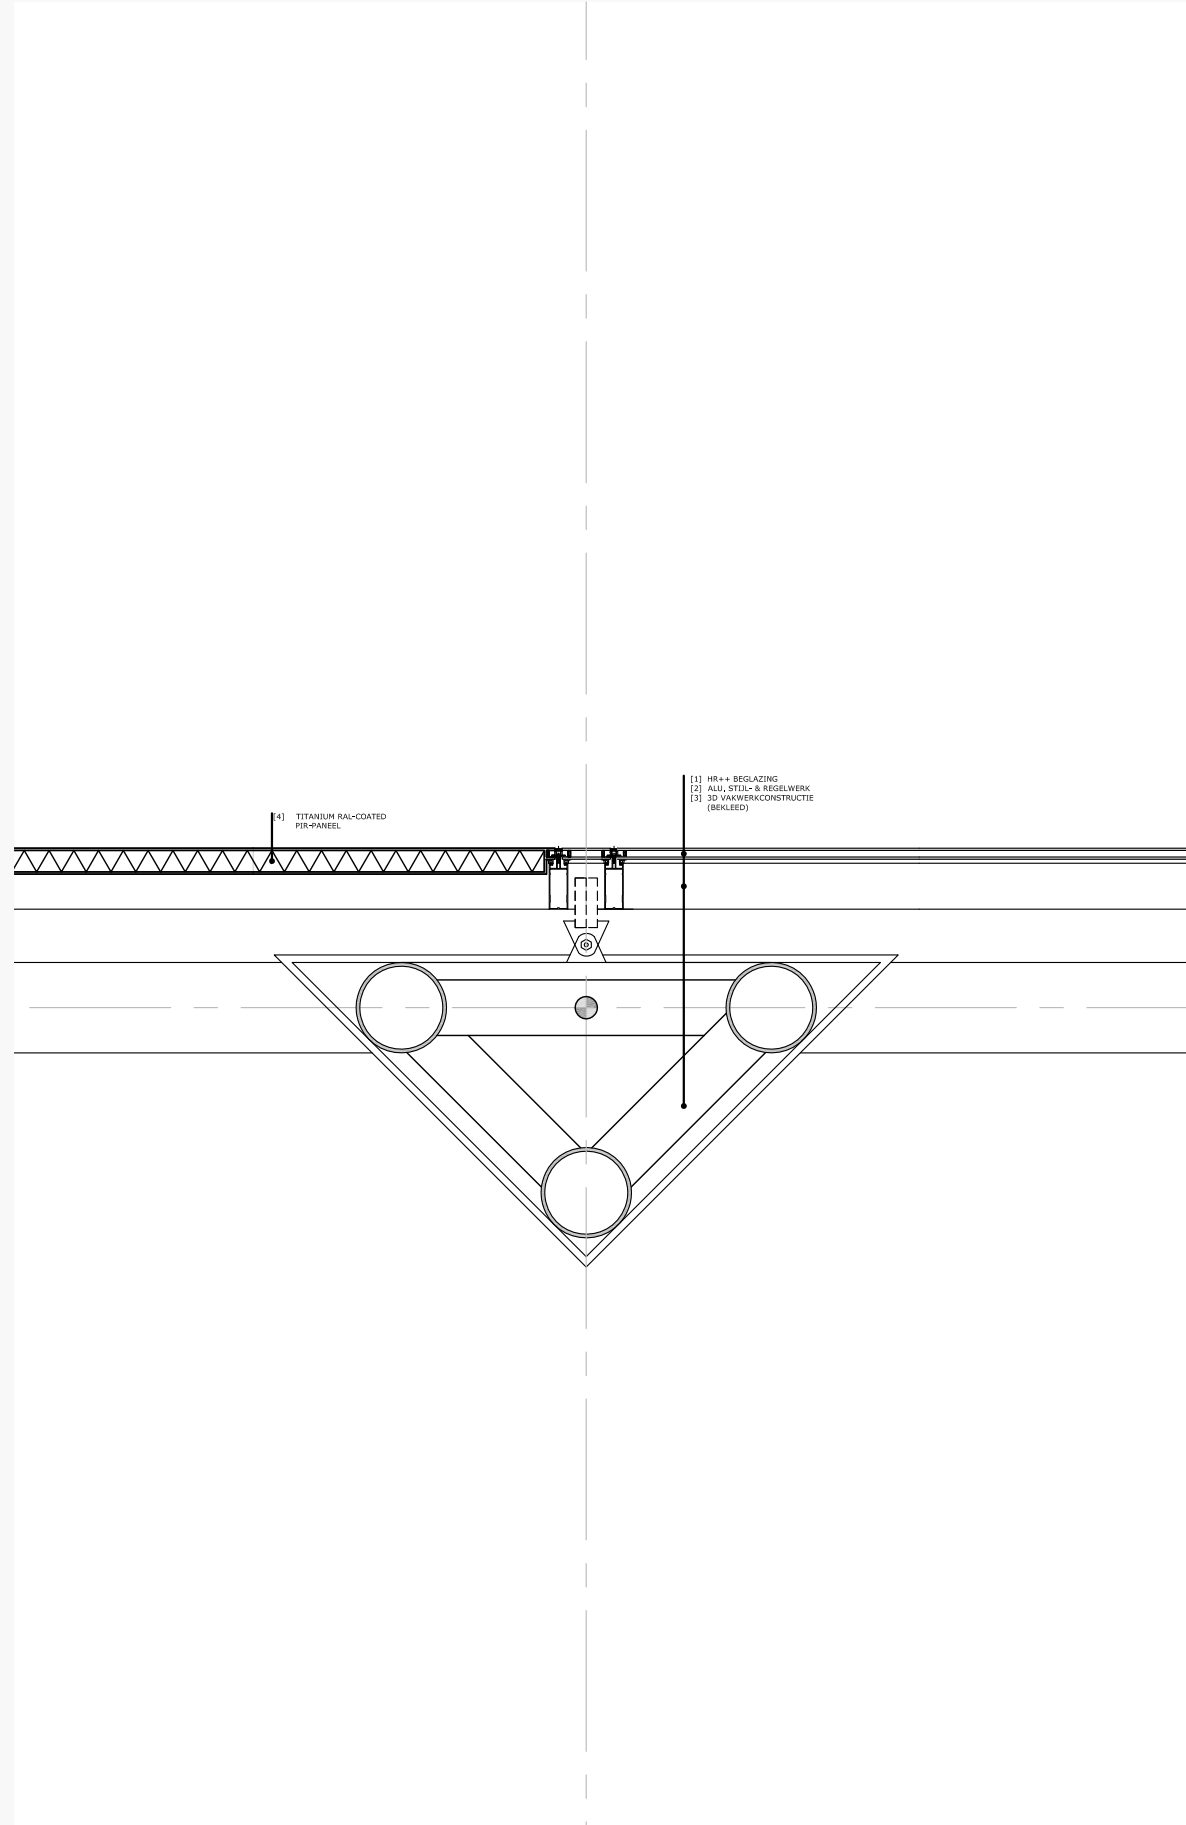 [1] HR++ BEGLAZING
[2] ALU. STIJL- & REGELWERK
[3] 3D VAKWERKCONSTRUCTIE
(BEKLEED)
[4] TITANIUM RAL-COATED
PIR-PANEEL